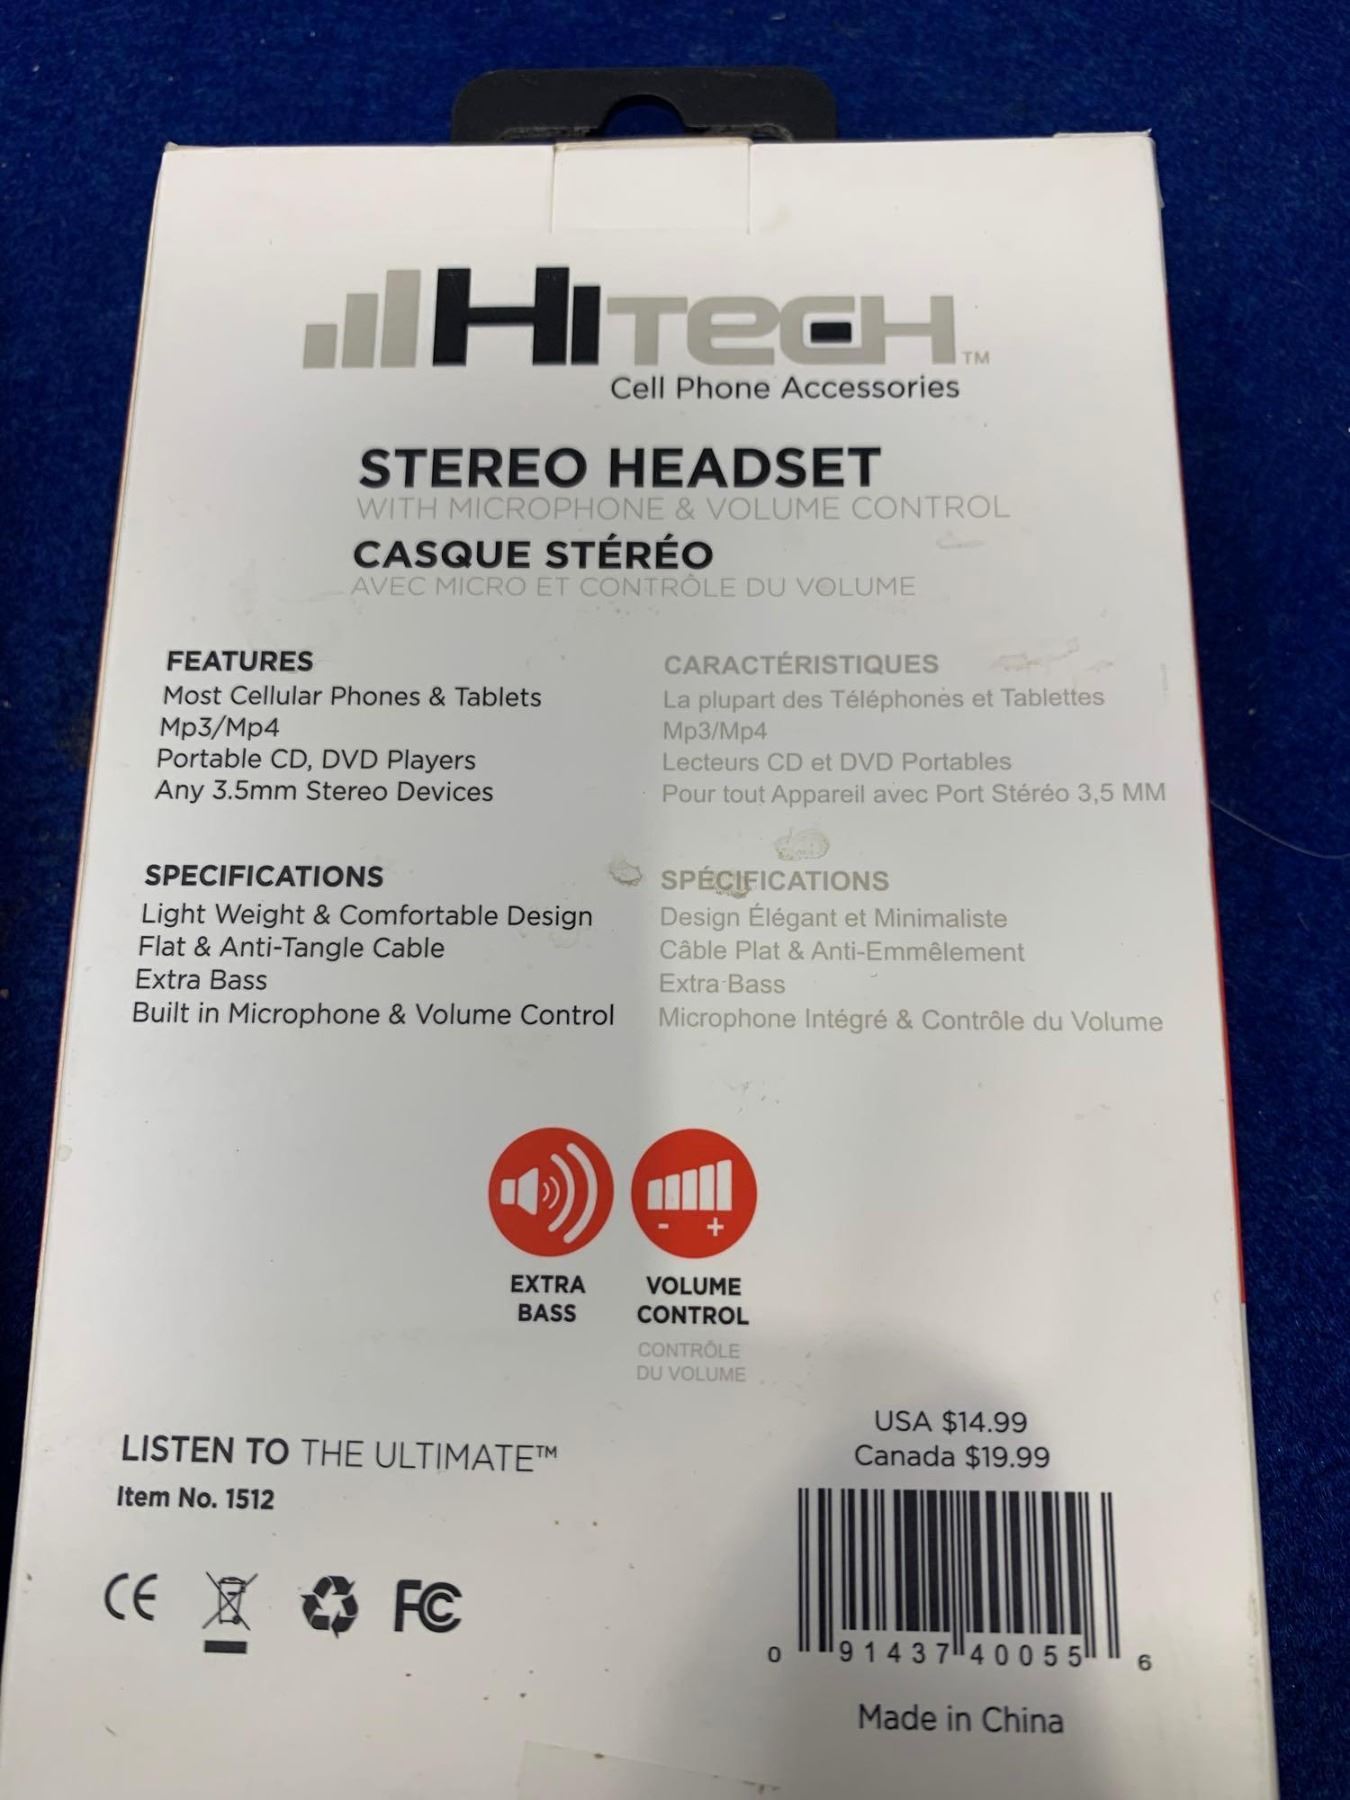 HiTECH™
Cell Phone Accessories
STEREO HEADSET
WITH MICROPHONE & VOLUME CONTROL
CASQUE STÉRÉO
AVEC MICRO ET CONTRÔLE DU VOLUME
FEATURES
Most Cellular Phones & Tablets
Mp3/Mp4
Portable CD, DVD Players
Any 3.5mm Stereo Devices
CARACTÉRISTIQUES
La plupart des Téléphones et Tablettes
Mp3/Mp4
Lecteurs CD et DVD Portables
Pour tout Appareil avec Port Stéréo 3,5 MM
SPECIFICATIONS
Light Weight & Comfortable Design
Flat & Anti-Tangle Cable
Extra Bass
Built in Microphone & Volume Control
SPÉCIFICATIONS
Design Élégant et Minimaliste
Câble Plat & Anti-Emmêlement
Extra Bass
Microphone Intégré & Contrôle du Volume
EXTRA
BASS
- +
VOLUME
CONTROL
CONTRÔLE
DU VOLUME
LISTEN TO THE ULTIMATE™
Item No. 1512
CE FC
USA $14.99
Canada $19.99
0 91437 40055 6
Made in China